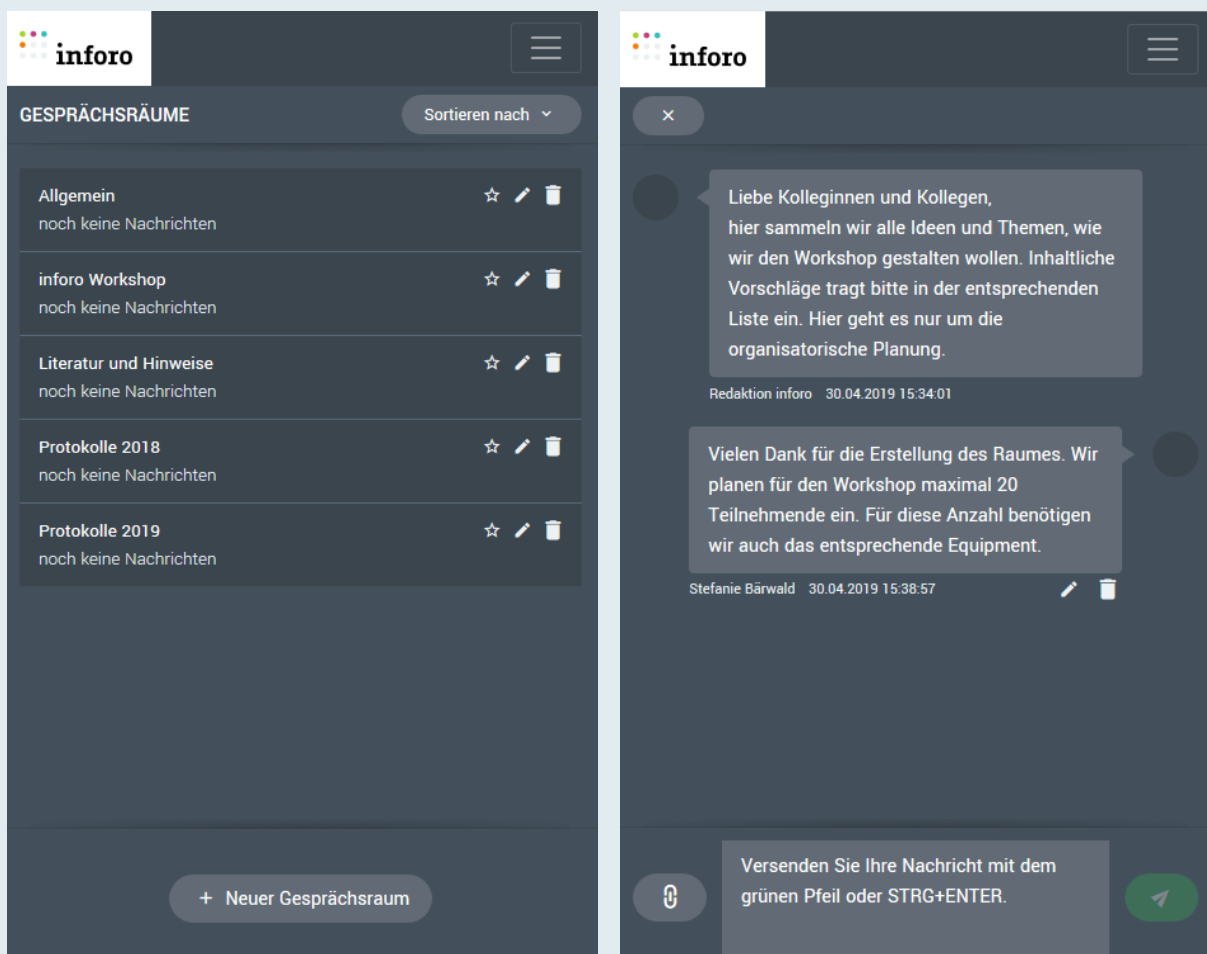 inforo
GESPRÄCHSRÄUME
Sortieren nach
Allgemein
noch keine Nachrichten
inforo Workshop
noch keine Nachrichten
Literatur und Hinweise
noch keine Nachrichten
Protokolle 2018
noch keine Nachrichten
Protokolle 2019
noch keine Nachrichten
+ Neuer Gesprächsraum
inforo
Liebe Kolleginnen und Kollegen,
hier sammeln wir alle Ideen und Themen, wie
wir den Workshop gestalten wollen. Inhaltliche
Vorschläge tragt bitte in der entsprechenden
Liste ein. Hier geht es nur um die
organisatorische Planung.
Redaktion inforo 30.04.2019 15:34:01
Vielen Dank für die Erstellung des Raumes. Wir
planen für den Workshop maximal 20
Teilnehmende ein. Für diese Anzahl benötigen
wir auch das entsprechende Equipment.
Stefanie Bärwald 30.04.2019 15:38:57
Versenden Sie Ihre Nachricht mit dem
grünen Pfeil oder STRG+ENTER.